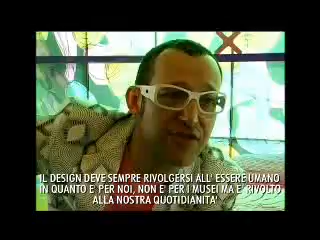 IL DESIGN DEVE SEMPRE RIVOLGERSI ALL' ESSERE UMANO
IN QUANTO E' PER NOI, NON E' PER I MUSEI MA E' RIVOLTO
ALLA NOSTRA QUOTIDIANITA'